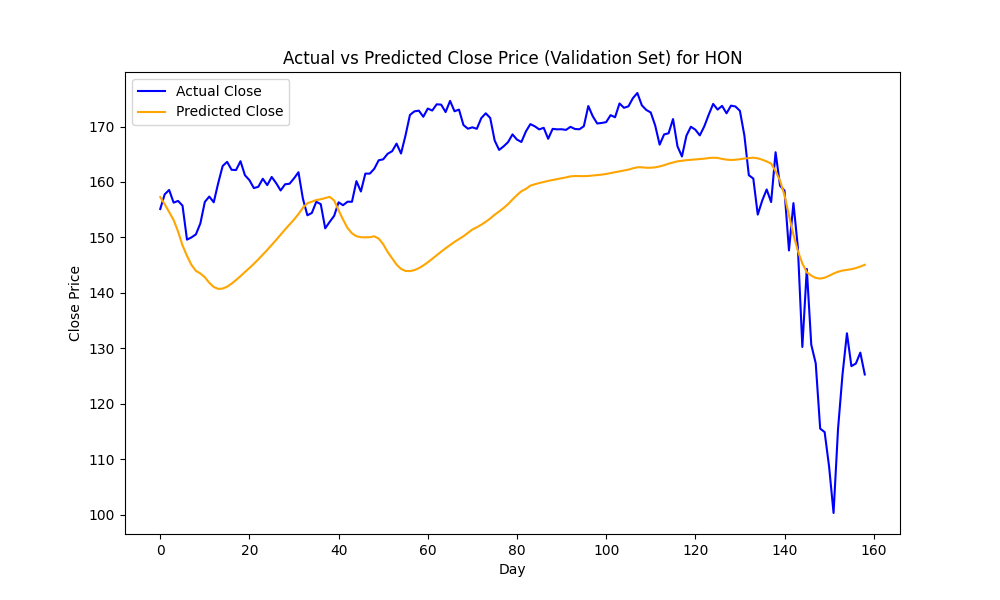 Actual vs Predicted Close Price (Validation Set) for HON
Actual Close
Predicted Close
Close Price
170
160
150
140
130
120
110
100
0 20 40 60 80 100 120 140 160
Day